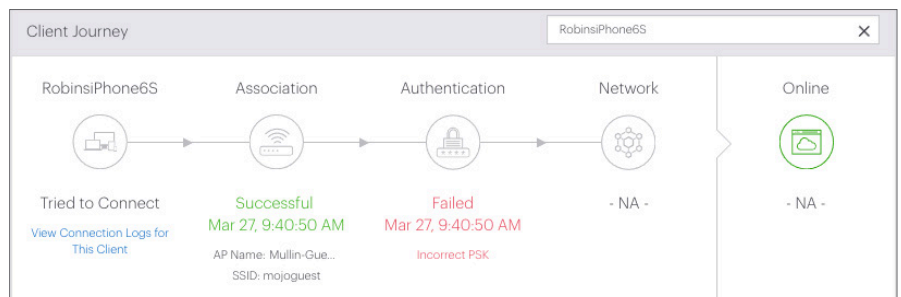 Client Journey
RobinsiPhone6S
RobinsiPhone6S
Association
Authentication
Network
Online
Tried to Connect
View Connection Logs for
This Client
Successful
Mar 27, 9:40:50 AM
AP Name: Mullin-Gue...
SSID: mojoguest
Failed
Mar 27, 9:40:50 AM
Incorrect PSK
- NA -
- NA -